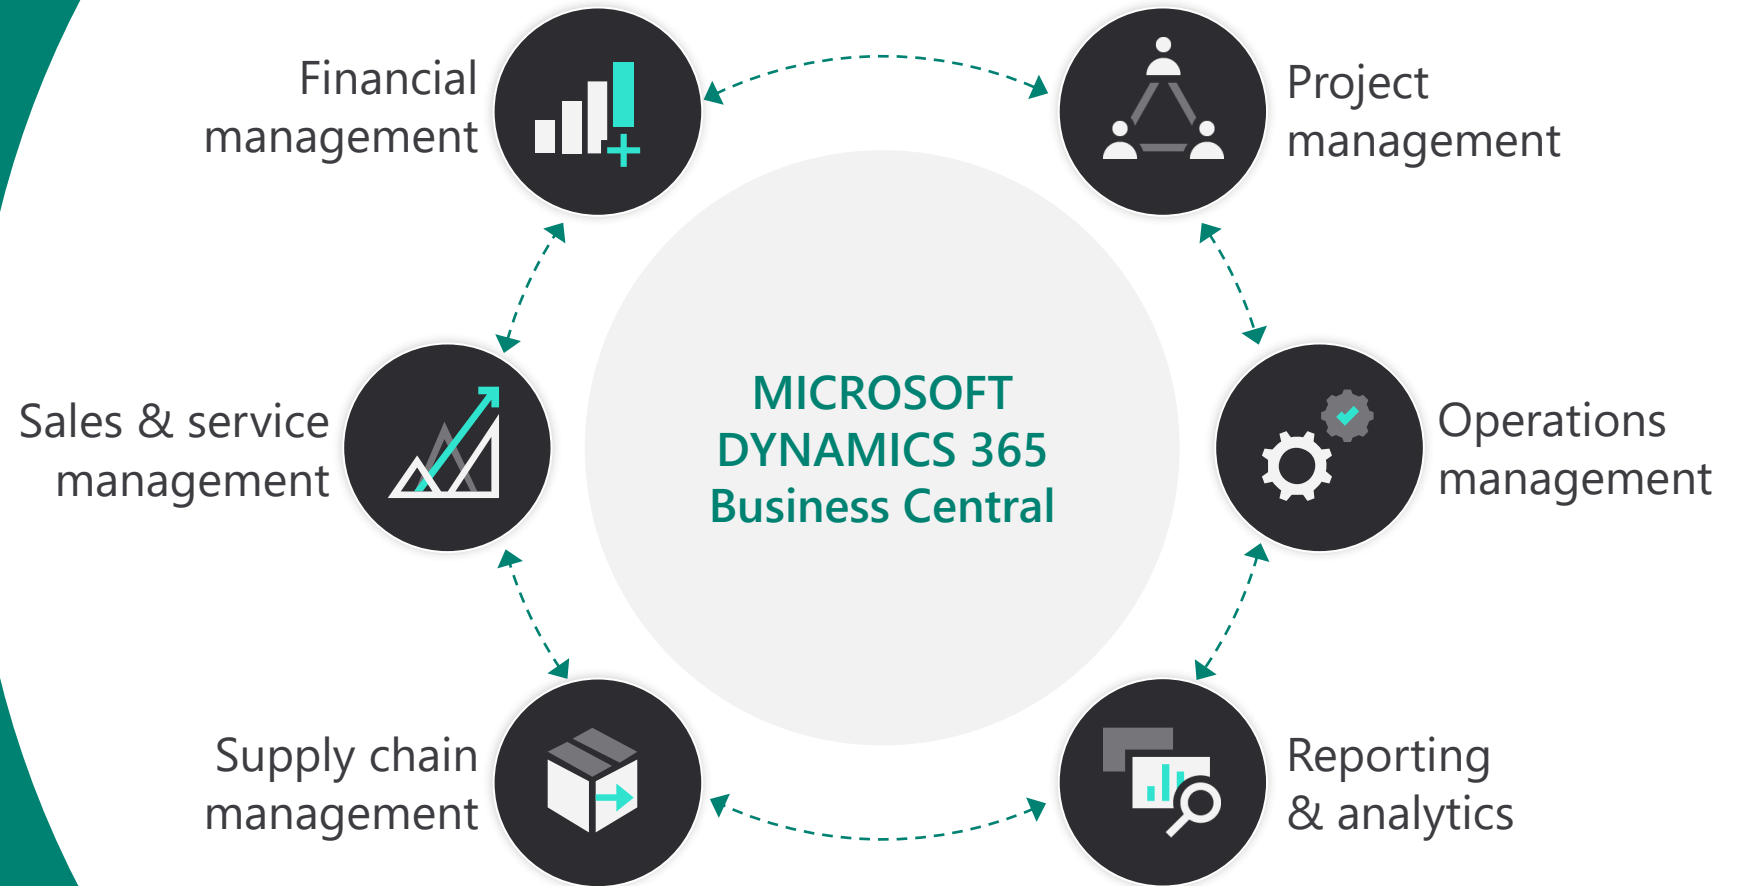 Financial
management
Project
management
Sales & service
management
MICROSOFT
DYNAMICS 365
Business Central
Operations
management
Supply chain
management
Reporting
& analytics